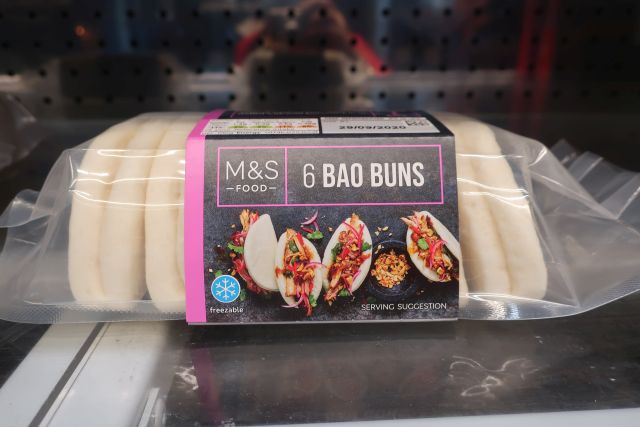 29/09/2020
M&S
FOOD
6 BAO BUNS
freezable
SERVING SUGGESTION